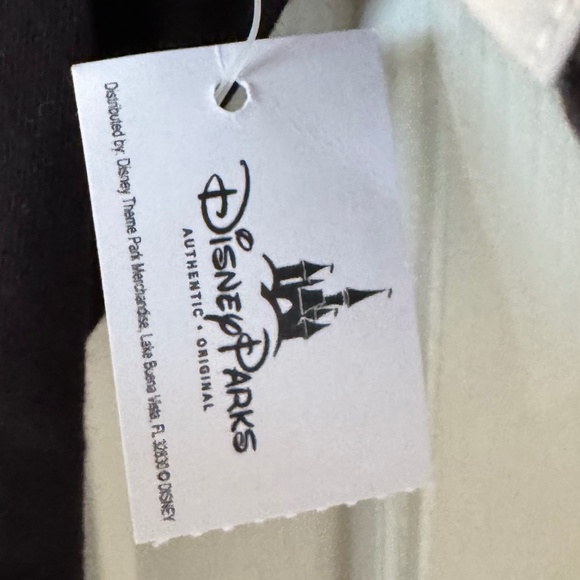 Disney Parks
AUTHENTIC • ORIGINAL
Distributed by: Disney Theme Park Merchandise, Lake Buena Vista, FL 32830 © DISNEY